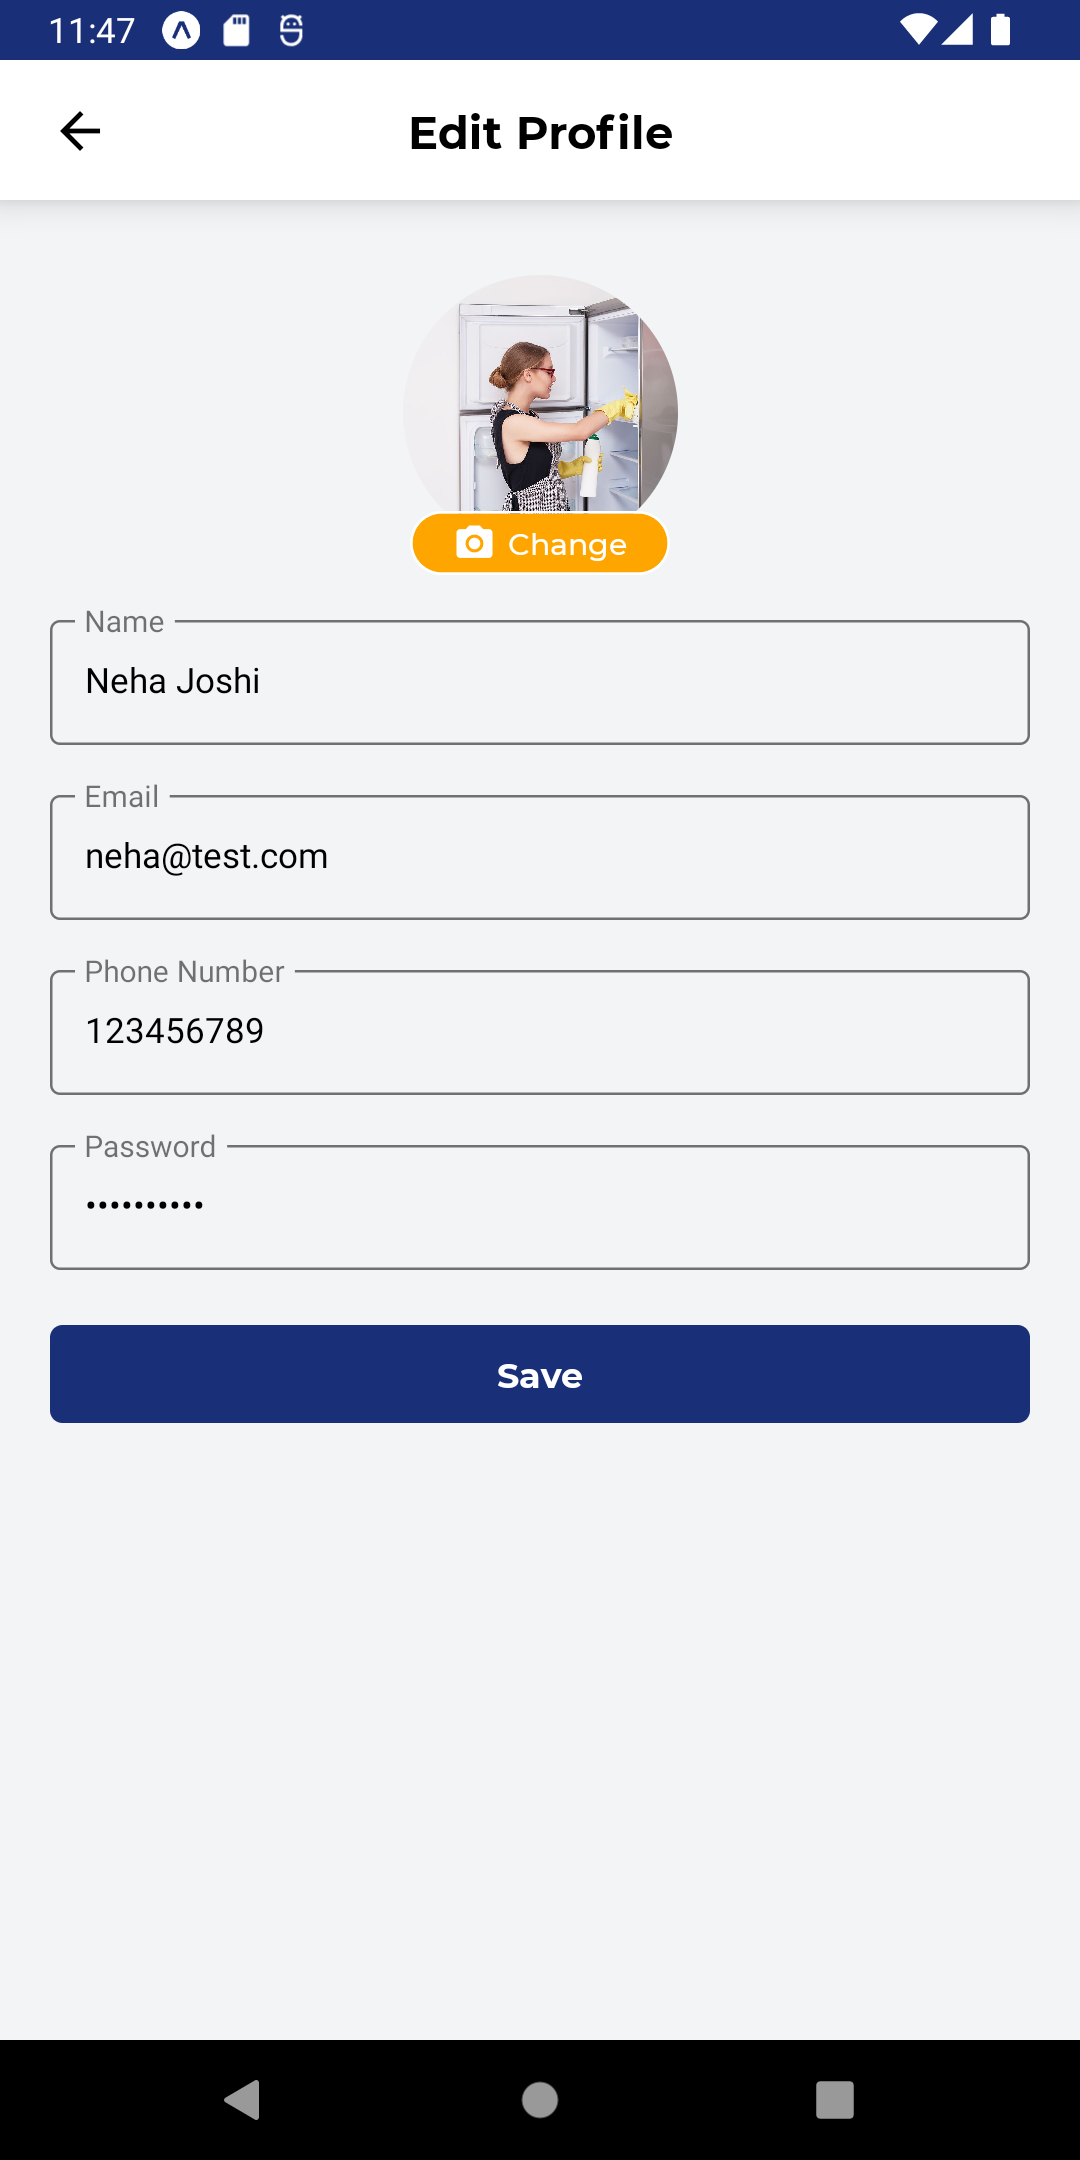 11:47
Edit Profile
Change
Name
Neha Joshi
Email
neha@test.com
Phone Number
123456789
Password
••••••••••
Save